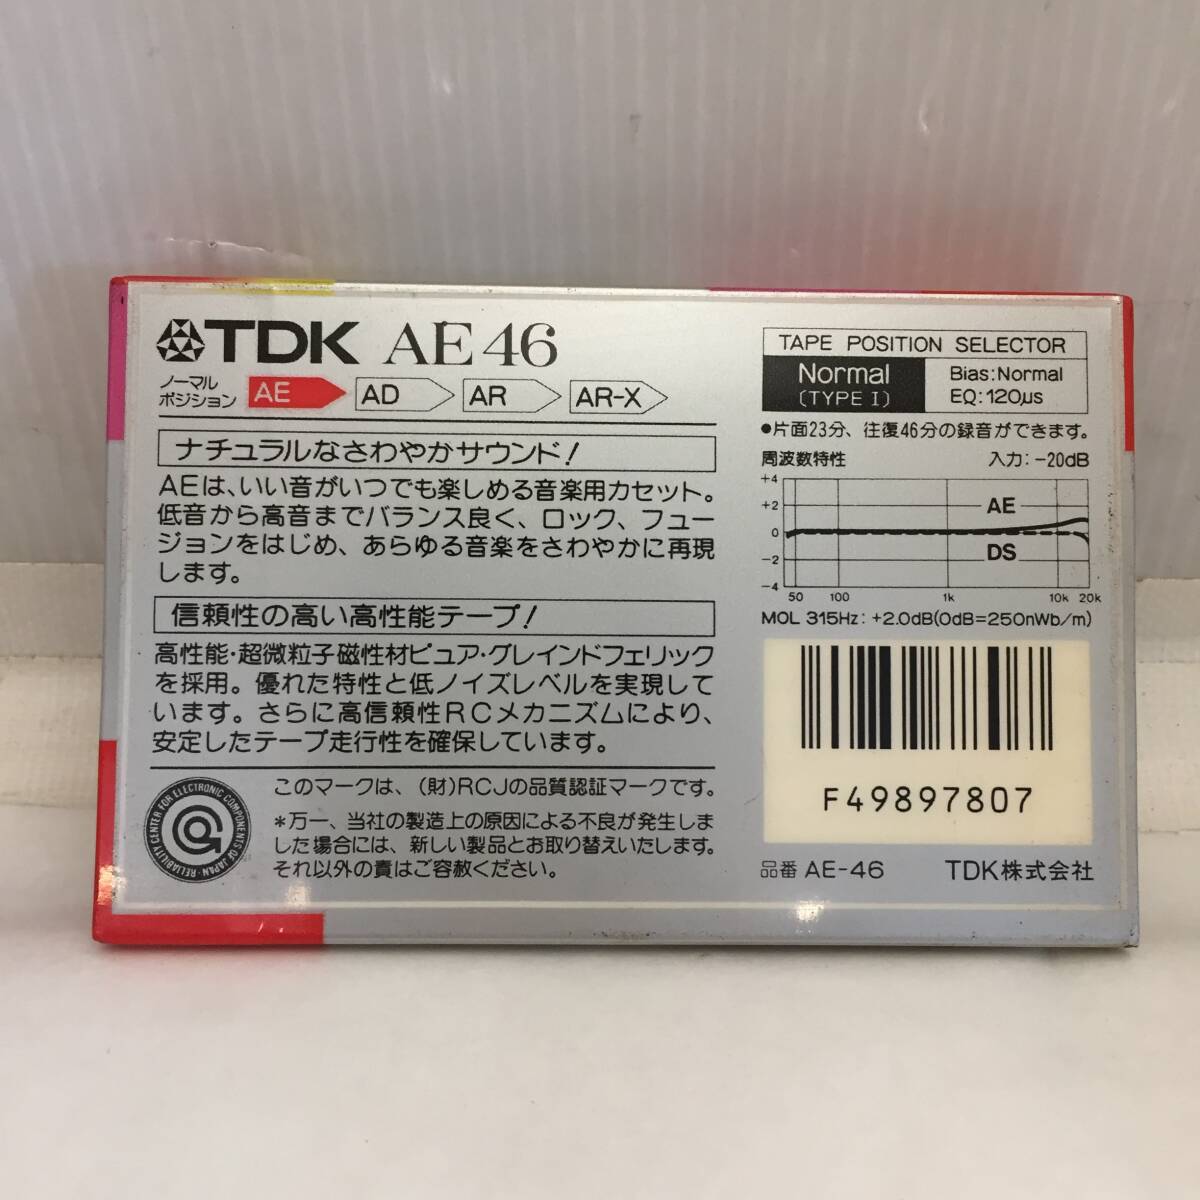 TDK AE 46
ノーマル
ポジション
AE
AD
AR
AR-X
ナチュラルなさわやかサウンド!
AEは、いい音がいつでも楽しめる音楽用カセット。
低音から高音までバランス良く、ロック、フュー
ジョンをはじめ、あらゆる音楽をさわやかに再現
します。
信頼性の高い高性能テープ!
高性能・超微粒子磁性材ピュア・グレインドフェリック
を採用。優れた特性と低ノイズレベルを実現して
います。さらに高信頼性RCメカニズムにより、
安定したテープ走行性を確保しています。
RELIABILITY CENTER FOR ELECTRONIC COMPONENTS OF JAPAN・
このマークは、(財)RCJの品質認証マークです。
*万一、当社の製造上の原因による不良が発生しま
した場合には、新しい製品とお取り替えいたします。
それ以外の責はご容赦ください。
TAPE POSITION SELECTOR
Normal
(TYPE I)
Bias:Normal
EQ:120μs
●片面23分、往復46分の録音ができます。
周波数特性 入力:-20dB
+4
+2
0
-2
-4
AE
DS
50 100 1k 10k 20k
MOL 315Hz: +2.0dB(0dB=250nWb/m)
F49897807
品番 AE-46 TDK株式会社